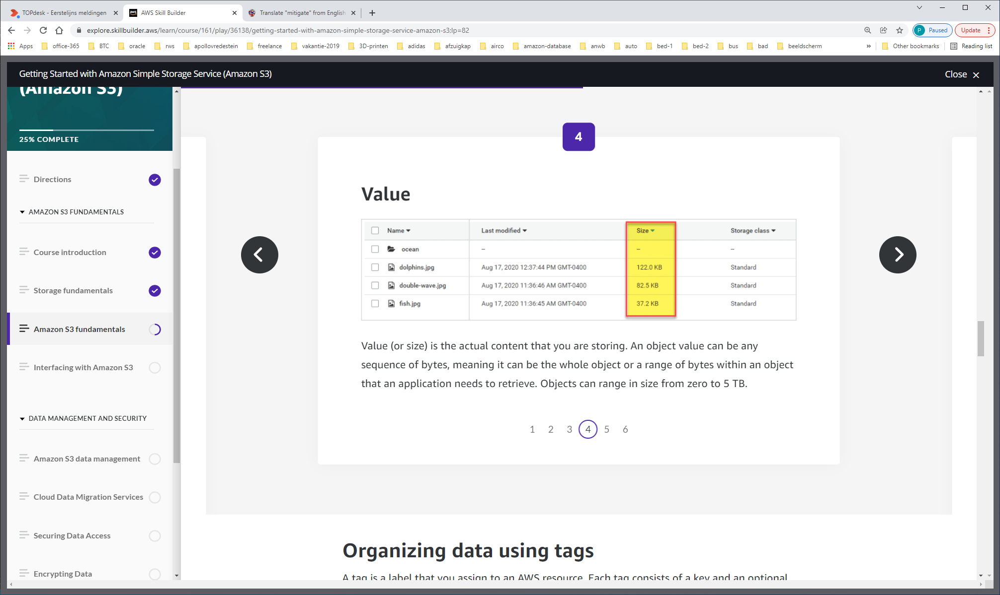 TOPdesk - Eerstelijns meldingen
AWS Skill Builder
Translate "mitigate" from English
explore.skillbuilder.aws/learn/course/161/play/36138/getting-started-with-amazon-simple-storage-service-amazon-s3;lp=82
P Paused
Update
Apps office-365 BTC oracle rws apollovredestein freelance vakantie-2019 3D-printen adidas afzuigkap airco amazon-database anwb auto bed-1 bed-2 bus bad beeldscherm » Other bookmarks Reading list
Getting Started with Amazon Simple Storage Service (Amazon S3)
Close
(Amazon S3)
25% COMPLETE
Directions
AMAZON S3 FUNDAMENTALS
Course introduction
Storage fundamentals
Amazon S3 fundamentals
Interfacing with Amazon S3
DATA MANAGEMENT AND SECURITY
Amazon S3 data management
Cloud Data Migration Services
Securing Data Access
Encrypting Data
4
Value
Name Last modified Size Storage class
ocean -- -- --
dolphins.jpg Aug 17, 2020 12:37:44 PM GMT-0400 122.0 KB Standard
double-wave.jpg Aug 17, 2020 11:36:46 AM GMT-0400 82.5 KB Standard
fish.jpg Aug 17, 2020 11:36:45 AM GMT-0400 37.2 KB Standard
Value (or size) is the actual content that you are storing. An object value can be any
sequence of bytes, meaning it can be the whole object or a range of bytes within an object
that an application needs to retrieve. Objects can range in size from zero to 5 TB.
1 2 3 4 5 6
Organizing data using tags
A tag is a label that you assign to an AWS resource. Each tag consists of a key and an optional